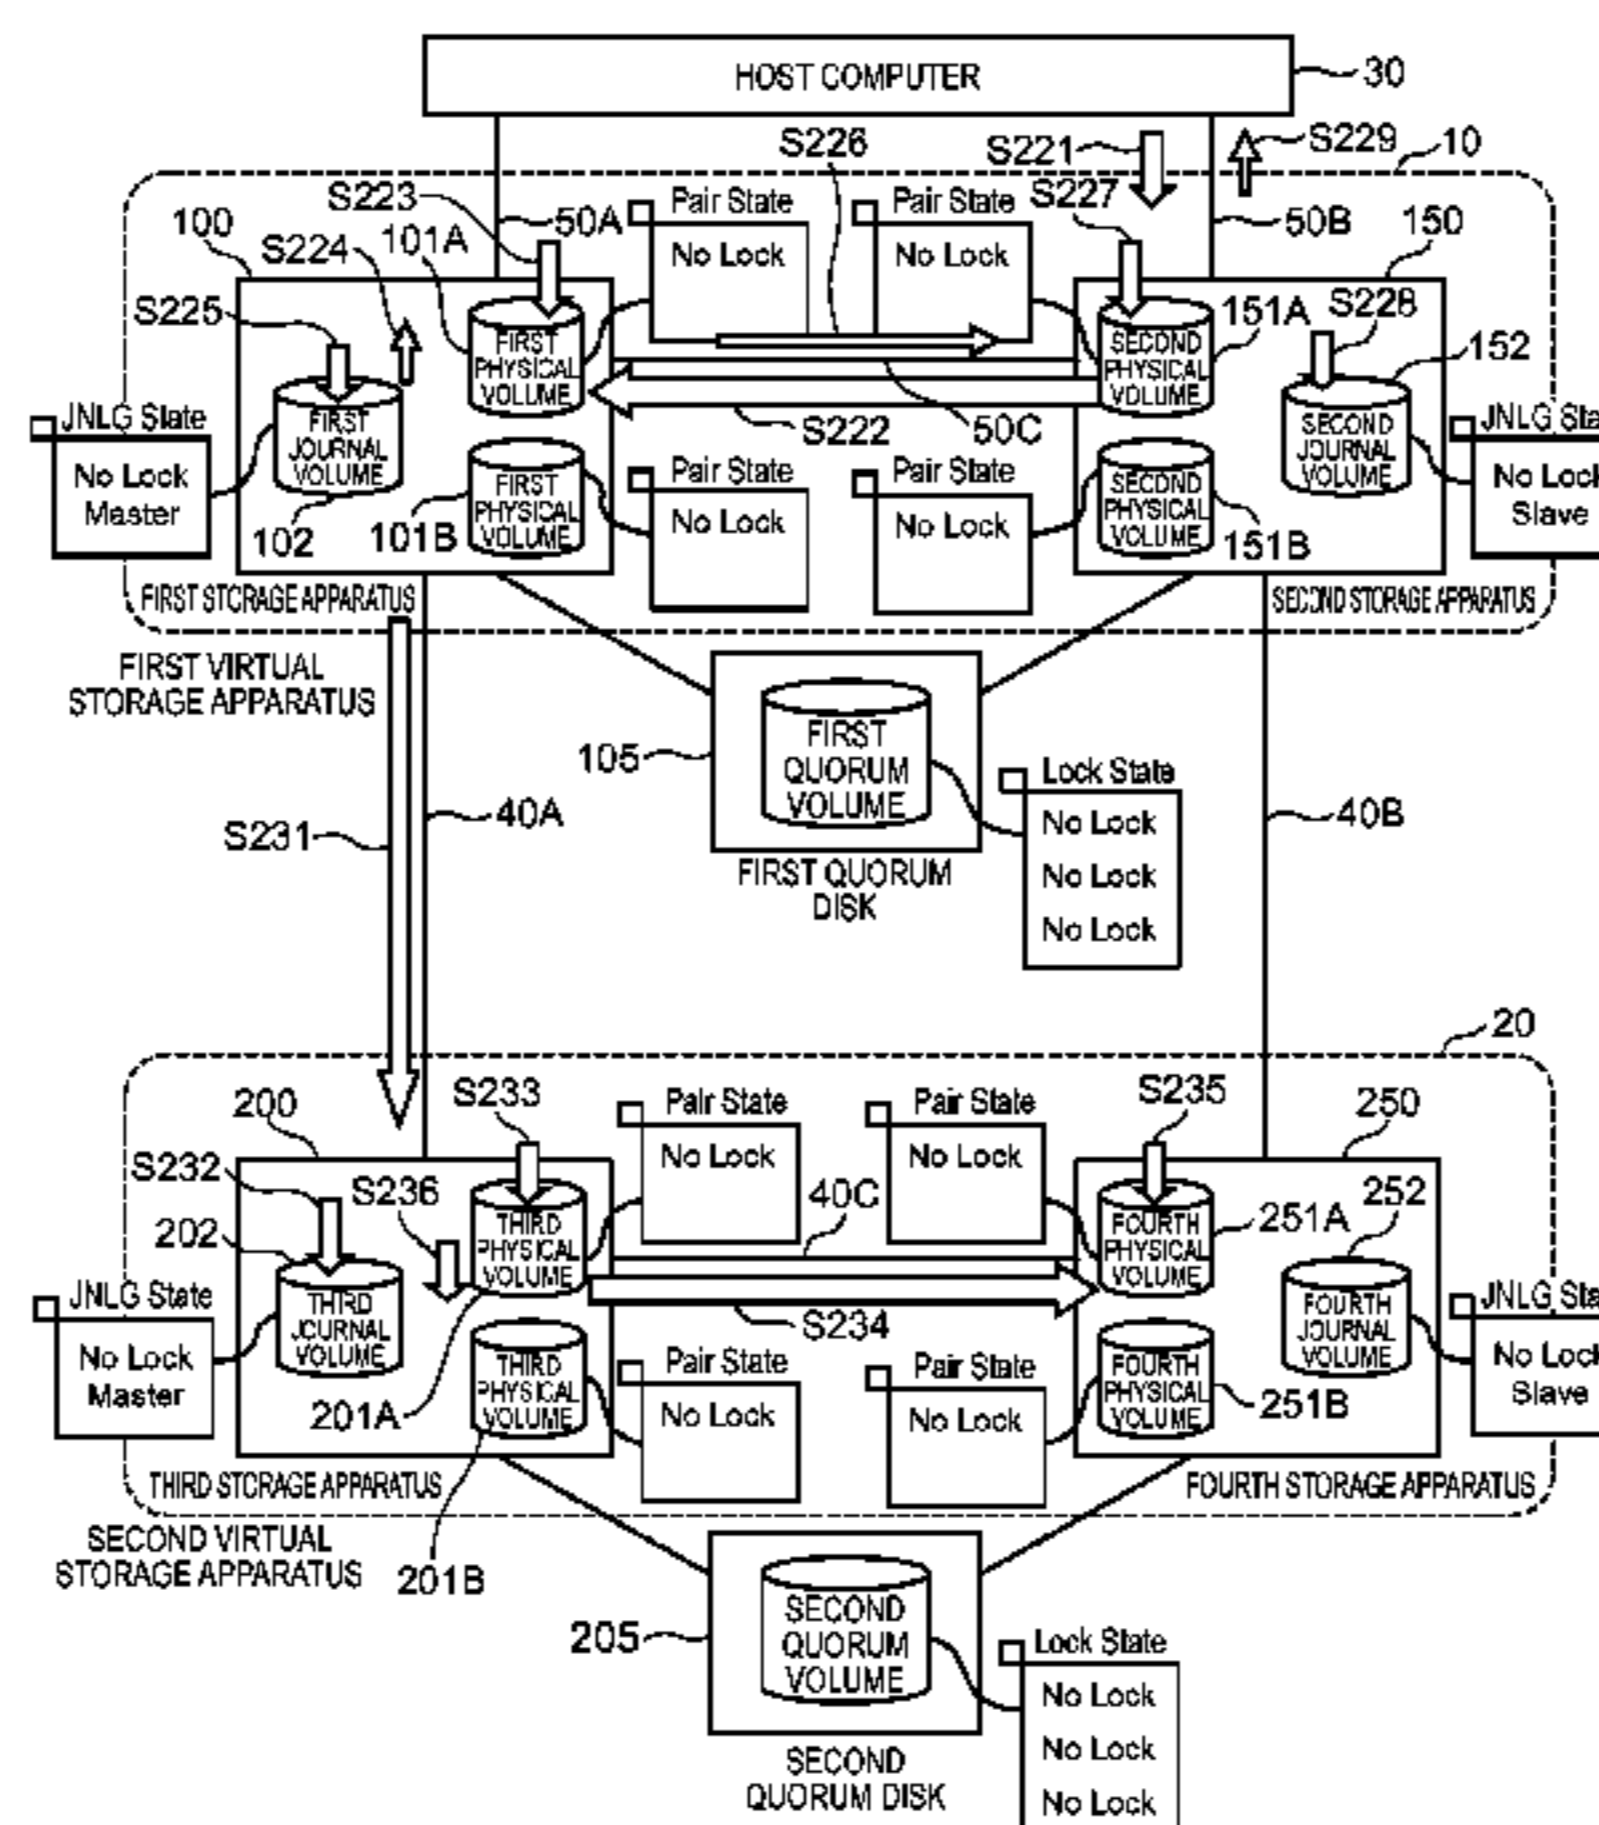 HOST COMPUTER
30
S226
S221
S229
10
S223
Pair State
Pair State
S227
100
S224
101A
50A
No Lock
No Lock
50B
150
S225
FIRST
PHYSICAL
VOLUME
SECOND
PHYSICAL
VOLUME
151A
S228
152
JNLG State
No Lock
Master
FIRST
JOURNAL
VOLUME
102
S222
50C
SECOND
JOURNAL
VOLUME
JNLG Sta
No Lock
Slave
101B
FIRST
PHYSICAL
VOLUME
Pair State
No Lock
Pair State
No Lock
SECOND
PHYSICAL
VOLUME
151B
FIRST STORAGE APPARATUS
SECOND STORAGE APPARATUS
FIRST VIRTUAL
STORAGE APPARATUS
105
FIRST
QUORUM
VOLUME
Lock State
No Lock
No Lock
No Lock
FIRST QUORUM
DISK
S231
40A
40B
20
200
S233
Pair State
No Lock
Pair State
No Lock
S235
250
S232
S236
202
THIRD
PHYSICAL
VOLUME
40C
FOURTH
PHYSICAL
VOLUME
251A
252
JNLG State
No Lock
Master
THIRD
JOURNAL
VOLUME
S234
FOURTH
JOURNAL
VOLUME
JNLG Sta
No Lock
Slave
201A
THIRD
PHYSICAL
VOLUME
Pair State
No Lock
Pair State
No Lock
FOURTH
PHYSICAL
VOLUME
251B
THIRD STORAGE APPARATUS
FOURTH STORAGE APPARATUS
SECOND VIRTUAL
STORAGE APPARATUS
201B
205
SECOND
QUORUM
VOLUME
Lock State
No Lock
No Lock
No Lock
SECOND
QUORUM DISK